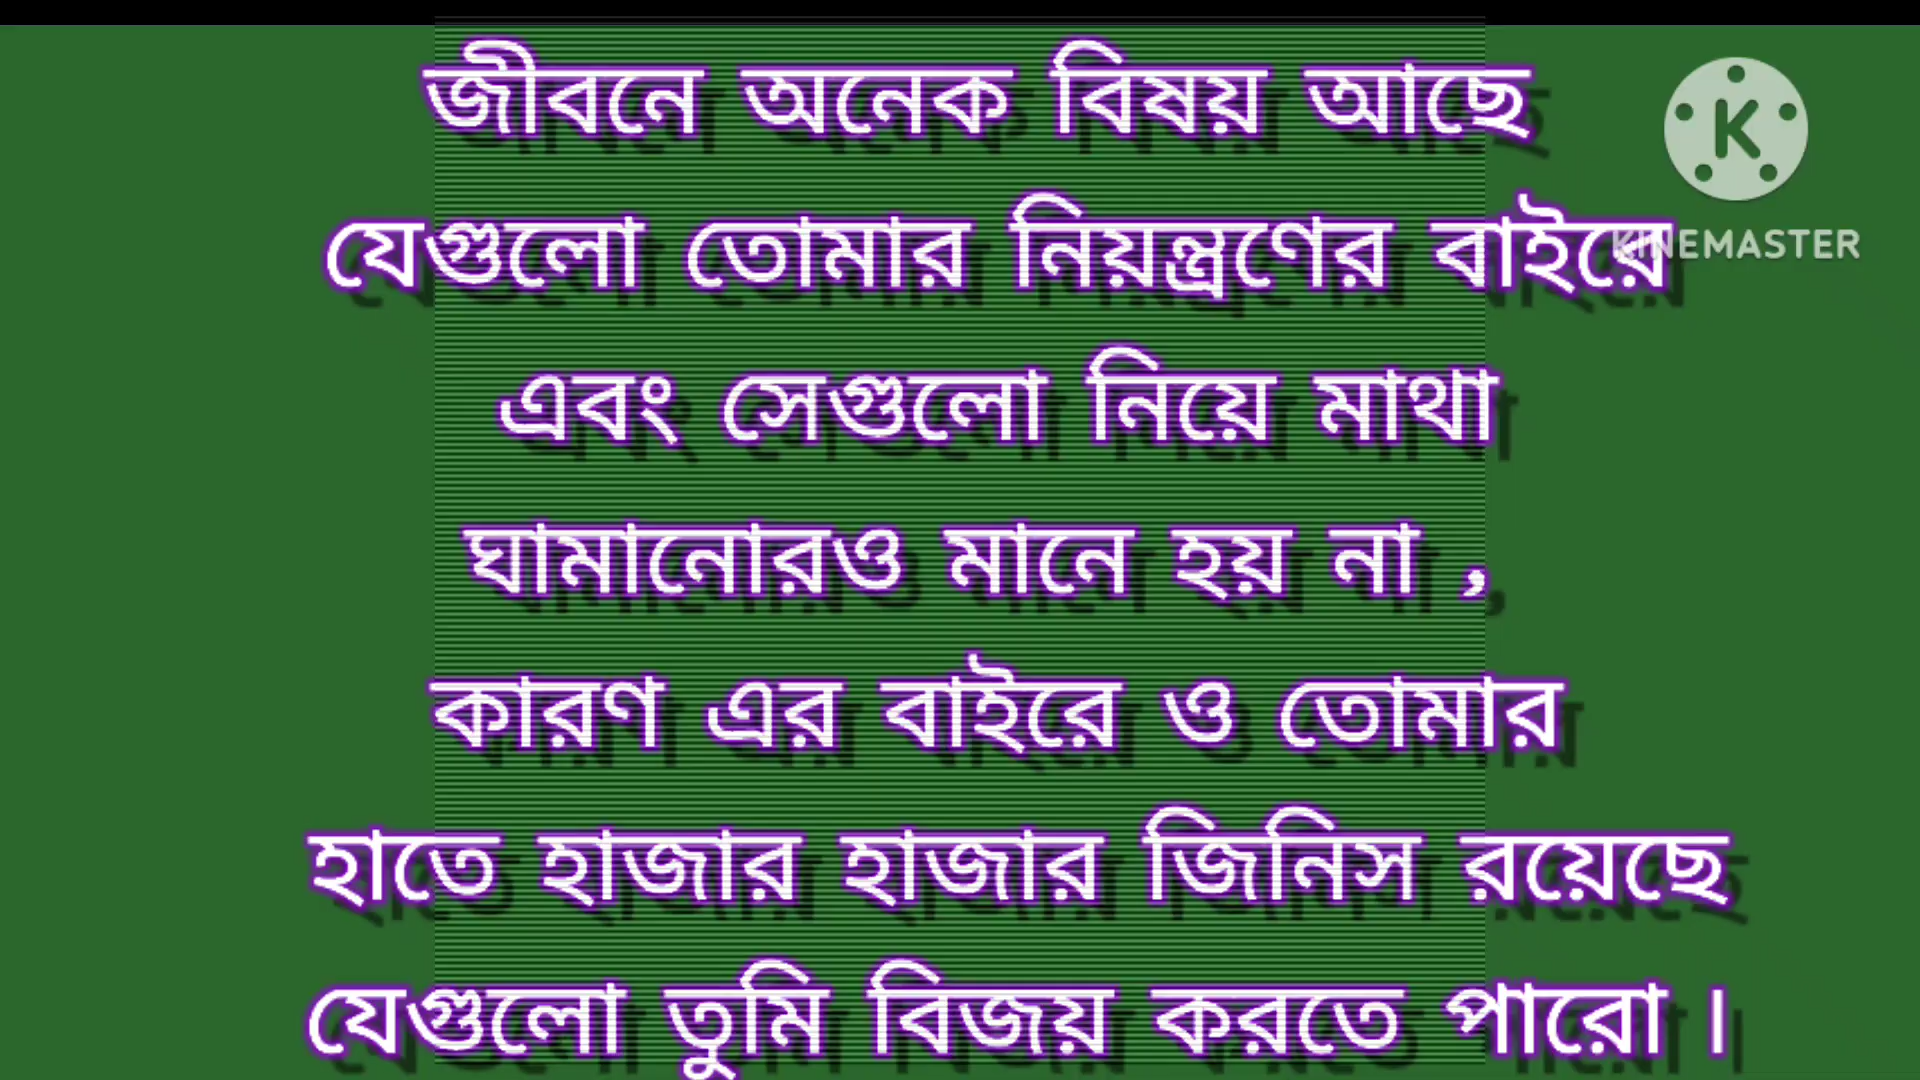 জীবনে অনেক বিষয় আছে
যেগুলো তোমার নিয়ন্ত্রণের বাইরে
এবং সেগুলো নিয়ে মাথা
ঘামানোরও মানে হয় না ,
কারণ এর বাইরে ও তোমার
হাতে হাজার হাজার জিনিস রয়েছে
যেগুলো তুমি বিজয় করতে পারো ।
K
KINEMASTER